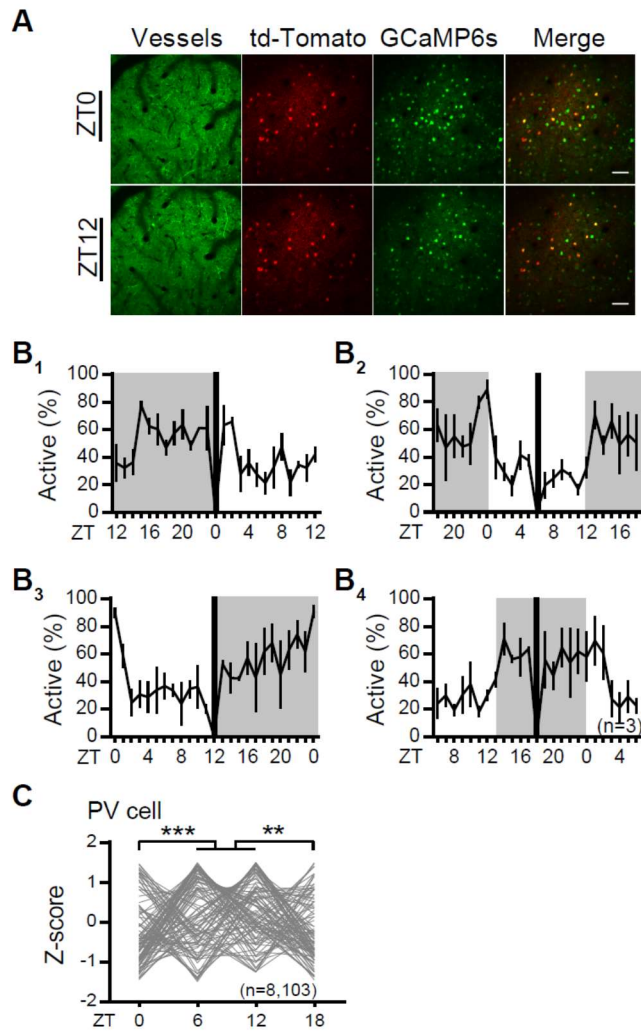 A
Vessels td-Tomato GCaMP6s Merge
ZT0
ZT12
B1
Active (%)
100
80
60
40
20
0
ZT 12 16 20 0 4 8 12
B2
Active (%)
100
80
60
40
20
0
ZT 20 0 4 8 12 16
B3
Active (%)
100
80
60
40
20
0
ZT 0 4 8 12 16 20 0
B4
Active (%)
100
80
60
40
20
0
(n=3)
ZT 8 12 16 20 0 4
C
PV cell
*** **
Z-score
2
1
0
-1
-2
(n=8,103)
ZT 0 6 12 18